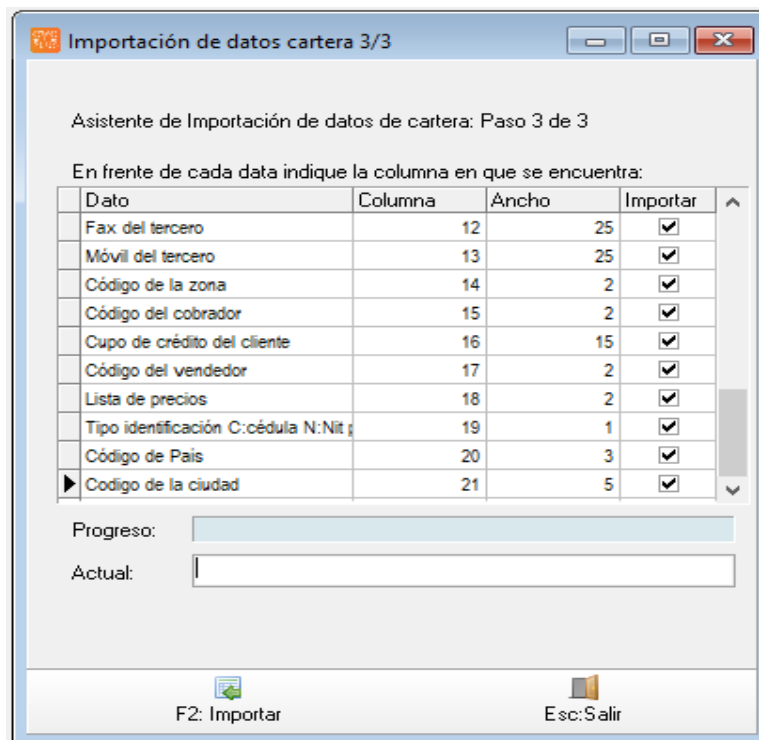 Importación de datos cartera 3/3
Asistente de Importación de datos de cartera: Paso 3 de 3
En frente de cada data indique la columna en que se encuentra:
Dato Columna Ancho Importar
Fax del tercero 12 25
Móvil del tercero 13 25
Código de la zona 14 2
Código del cobrador 15 2
Cupo de crédito del cliente 16 15
Código del vendedor 17 2
Lista de precios 18 2
Tipo identificación C:cédula N:Nit p 19 1
Código de País 20 3
Codigo de la ciudad 21 5
Progreso:
Actual:
F2: Importar Esc:Salir